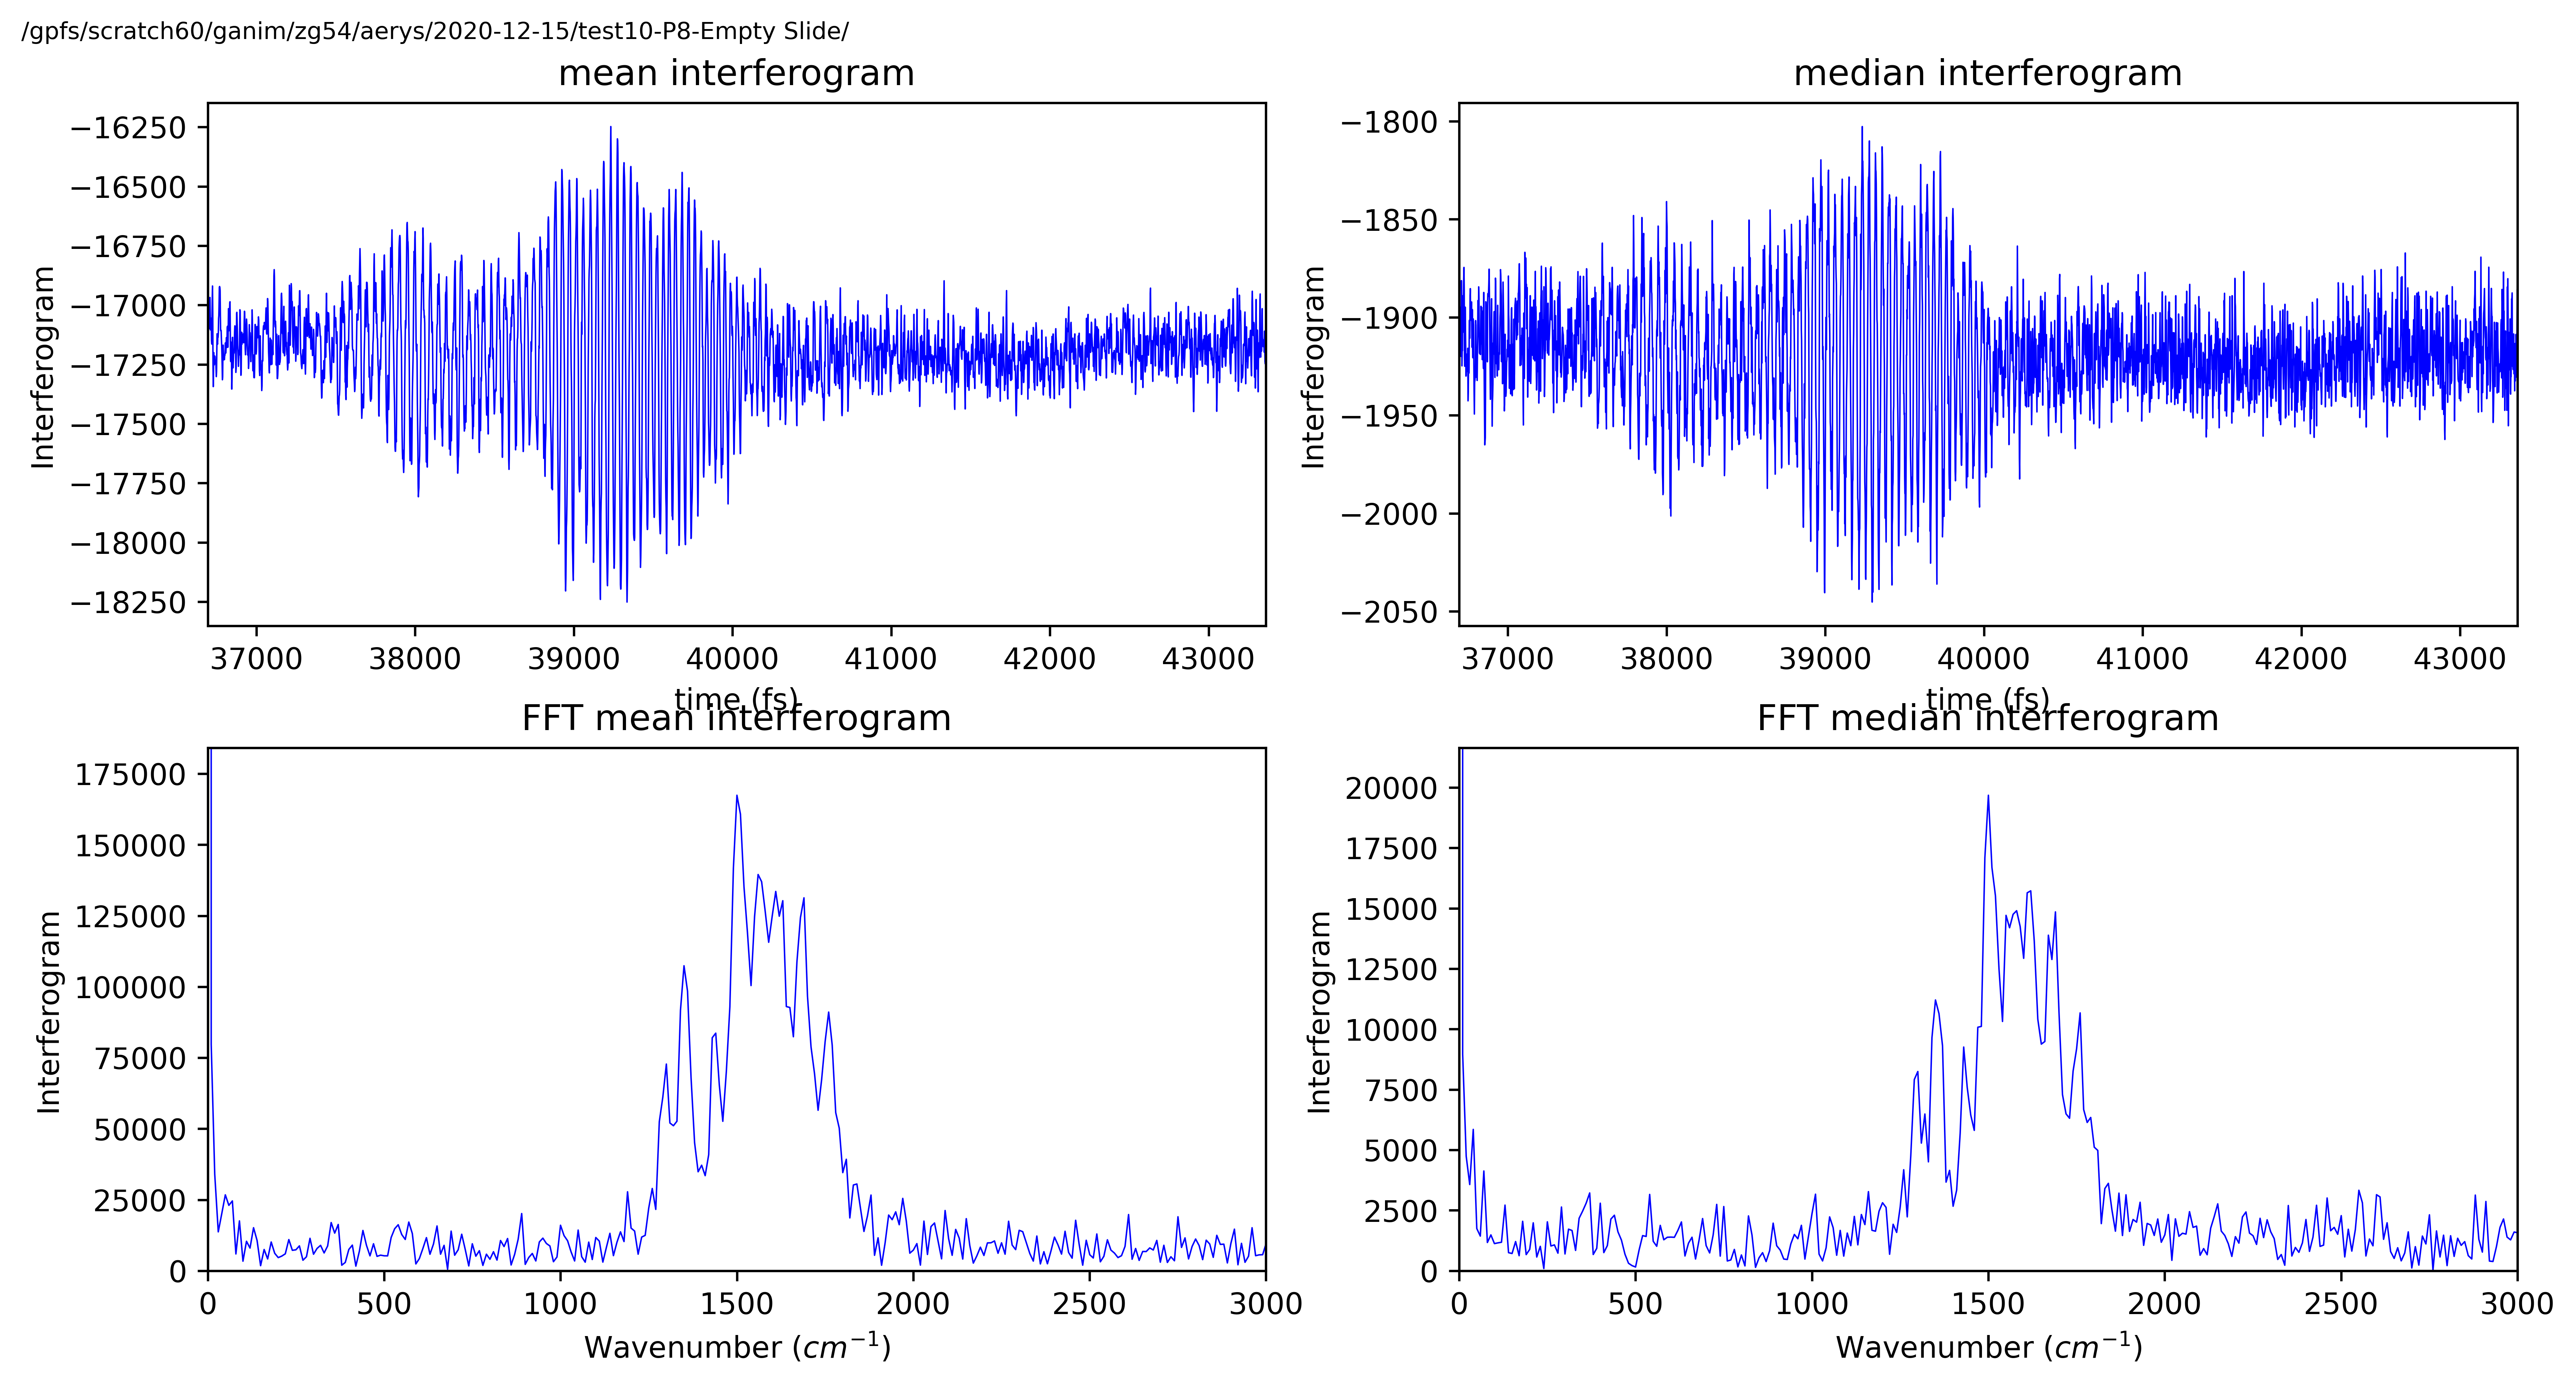 /gpfs/scratch60/ganim/zg54/aerys/2020-12-15/test10-P8-Empty Slide/
mean interferogram
−16250
−16500
−16750
−17000
−17250
−17500
−17750
−18000
−18250
Interferogram
37000 38000 39000 40000 41000 42000 43000
time (fs)
median interferogram
−1800
−1850
−1900
−1950
−2000
−2050
Interferogram
37000 38000 39000 40000 41000 42000 43000
time (fs)
FFT mean interferogram
175000
150000
125000
100000
75000
50000
25000
0
Interferogram
0 500 1000 1500 2000 2500 3000
Wavenumber (cm⁻¹)
FFT median interferogram
20000
17500
15000
12500
10000
7500
5000
2500
0
Interferogram
0 500 1000 1500 2000 2500 3000
Wavenumber (cm⁻¹)